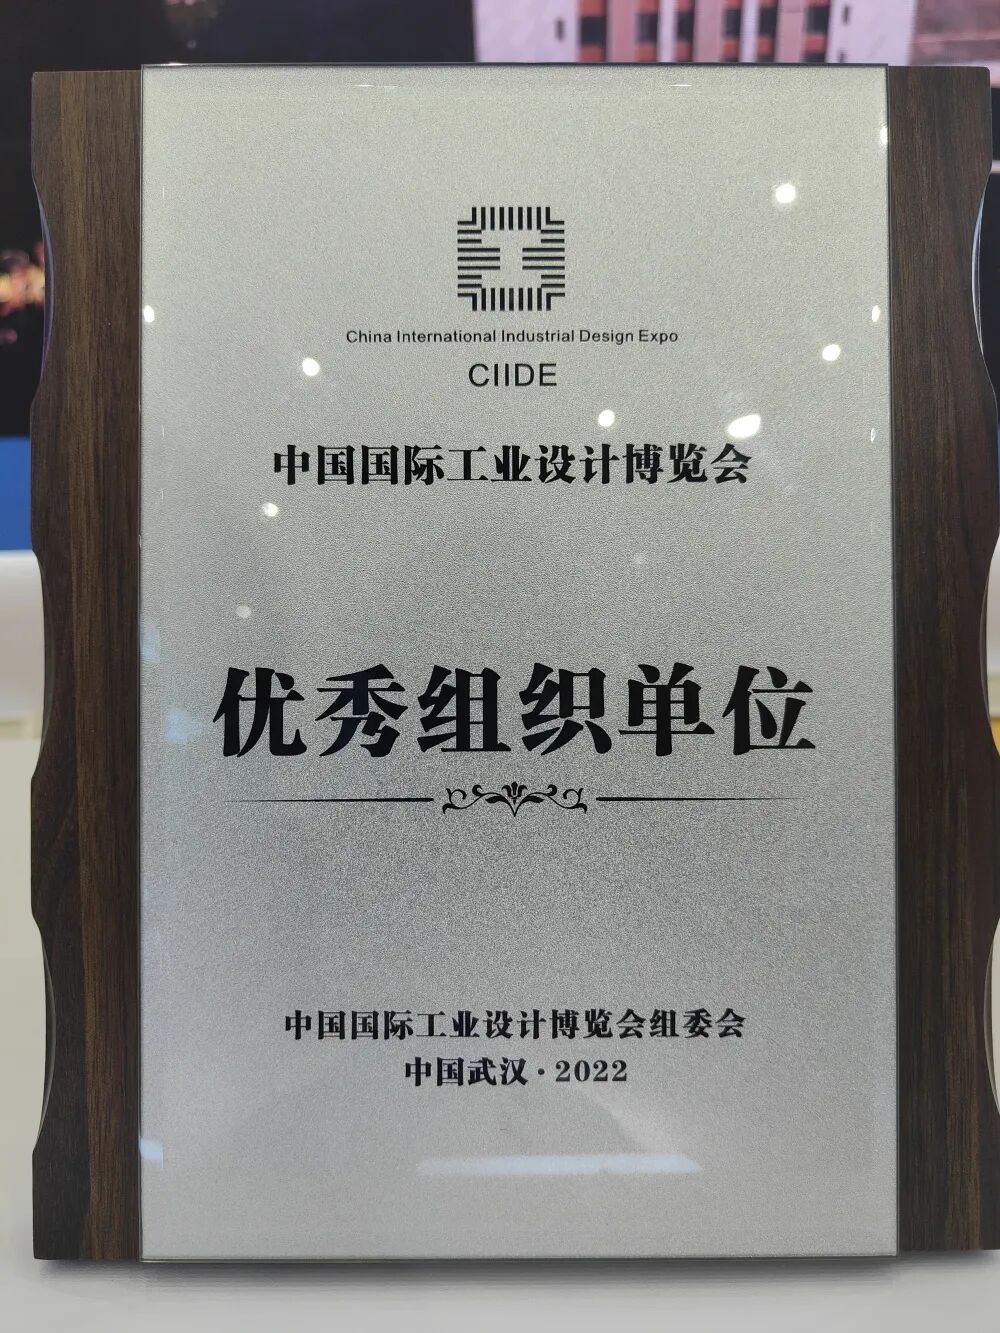 China International Industrial Design Expo
CIIDE
中国国际工业设计博览会
优秀组织单位
中国国际工业设计博览会组委会
中国武汉·2022